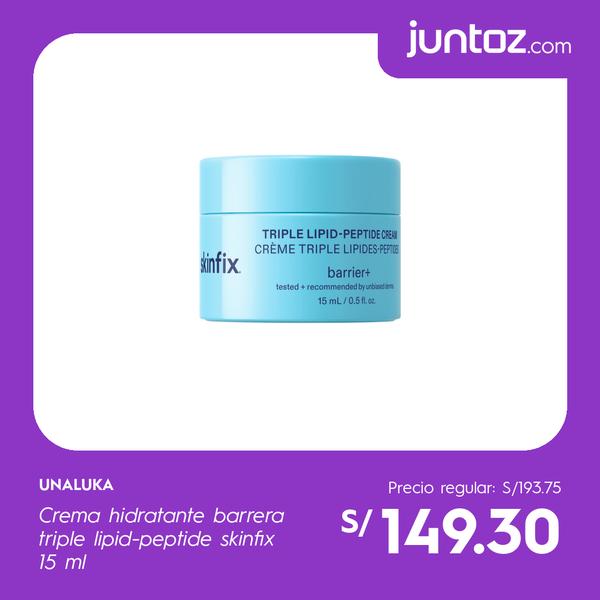 juntoz.com
TRIPLE LIPID-PEPTIDE CREAM
CRÈME TRIPLE LIPIDES-PEPTIDES
skinfix
barrier+
tested + recommended by unbiased derms
15 mL / 0.5 fl. oz.
UNALUKA
Crema hidratante barrera
triple lipid-peptide skinfix
15 ml
Precio regular: S/193.75
S/149.30